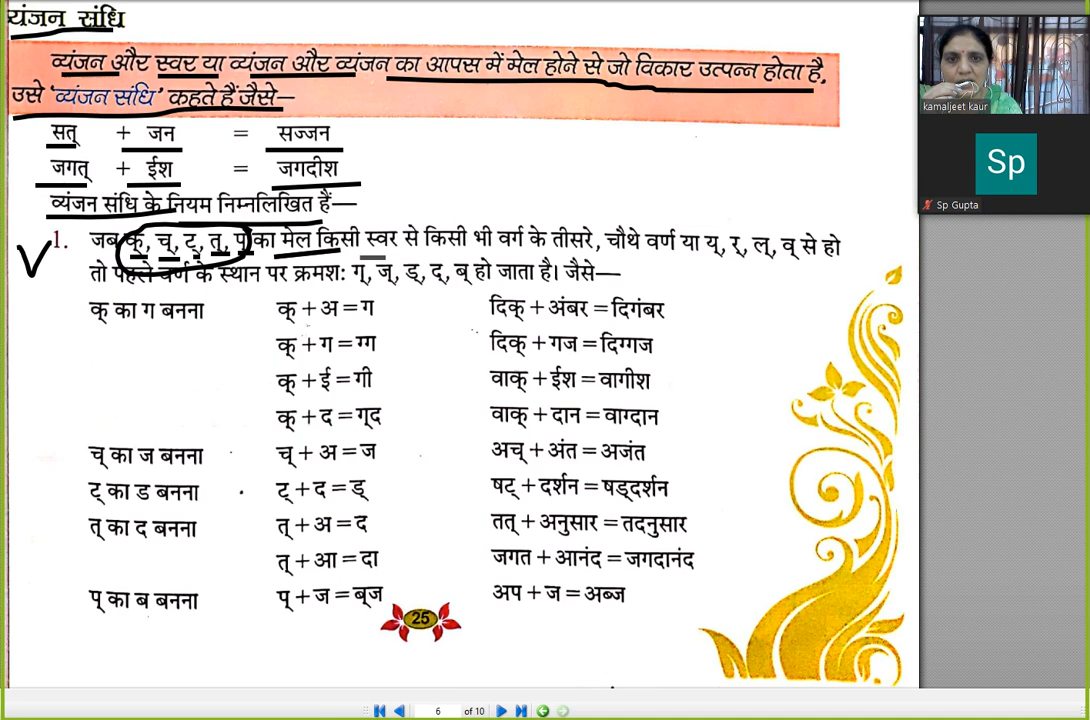 व्यंजन संधि
व्यंजन और स्वर या व्यंजन और व्यंजन का आपस में मेल होने से जो विकार उत्पन्न होता है,
उसे 'व्यंजन संधि' कहते हैं जैसे—
सत् + जन = सज्जन
जगत् + ईश = जगदीश
व्यंजन संधि के नियम निम्नलिखित हैं—
1. जब क्, च्, ट्, त्, प् का मेल किसी स्वर से किसी भी वर्ग के तीसरे, चौथे वर्ण या य्, र्, ल्, व् से हो
तो पहले वर्ण के स्थान पर क्रमशः ग्, ज्, ड्, द्, ब् हो जाता है। जैसे—
क् का ग बनना क् + अ = ग दिक् + अंबर = दिगंबर
क् + ग = ग्ग दिक् + गज = दिग्गज
क् + ई = गी वाक् + ईश = वागीश
क् + द = ग्द वाक् + दान = वाग्दान
च् का ज बनना च् + अ = ज अच् + अंत = अजंत
ट् का ड बनना ट् + द = ड् षट् + दर्शन = षड्दर्शन
त् का द बनना त् + अ = द तत् + अनुसार = तदनुसार
त् + आ = दा जगत + आनंद = जगदानंद
प् का ब बनना प् + ज = ब्ज अप + ज = अब्ज
25
kamaljeet kaur
Sp
Sp Gupta
6 of 10